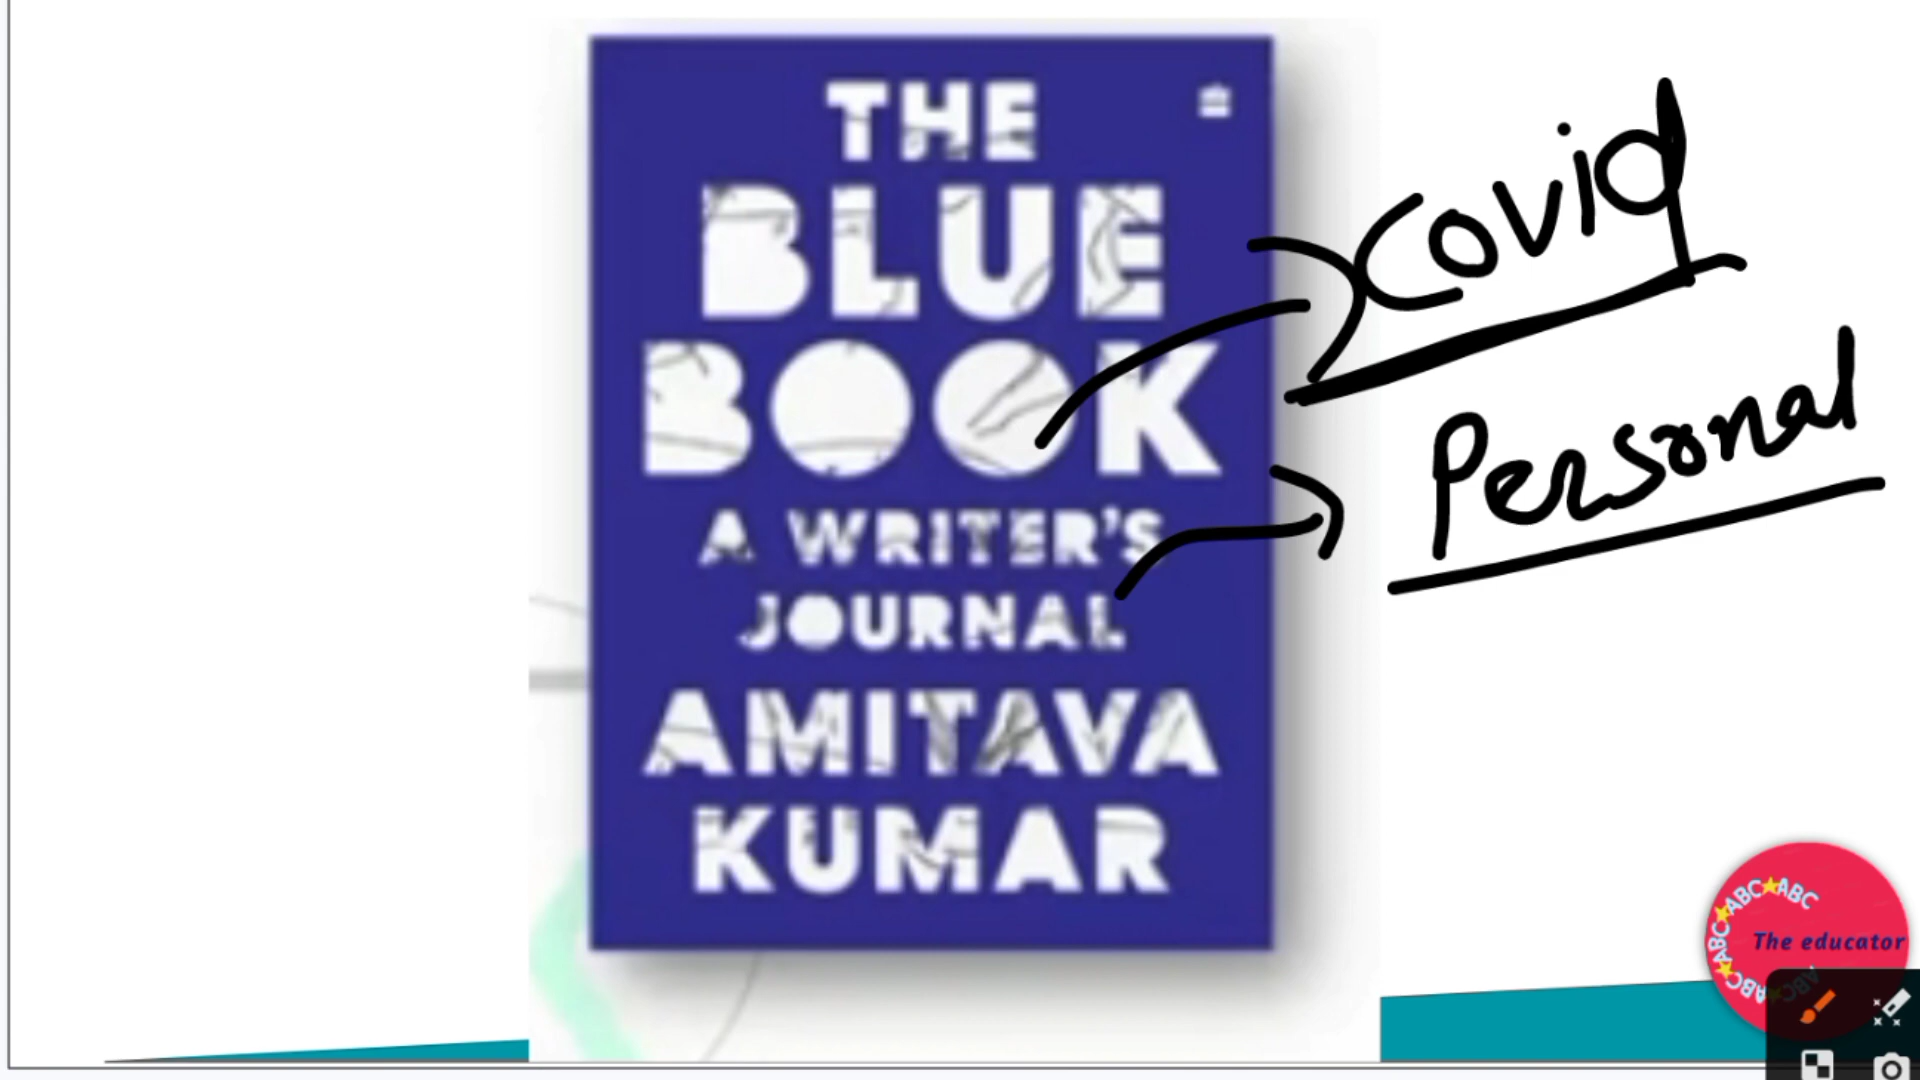 THE
BLUE
BOOK
A WRITER'S
JOURNAL
AMITAVA
KUMAR
Covid
Personal
ABC★ABC★ABC★ABC
The educator